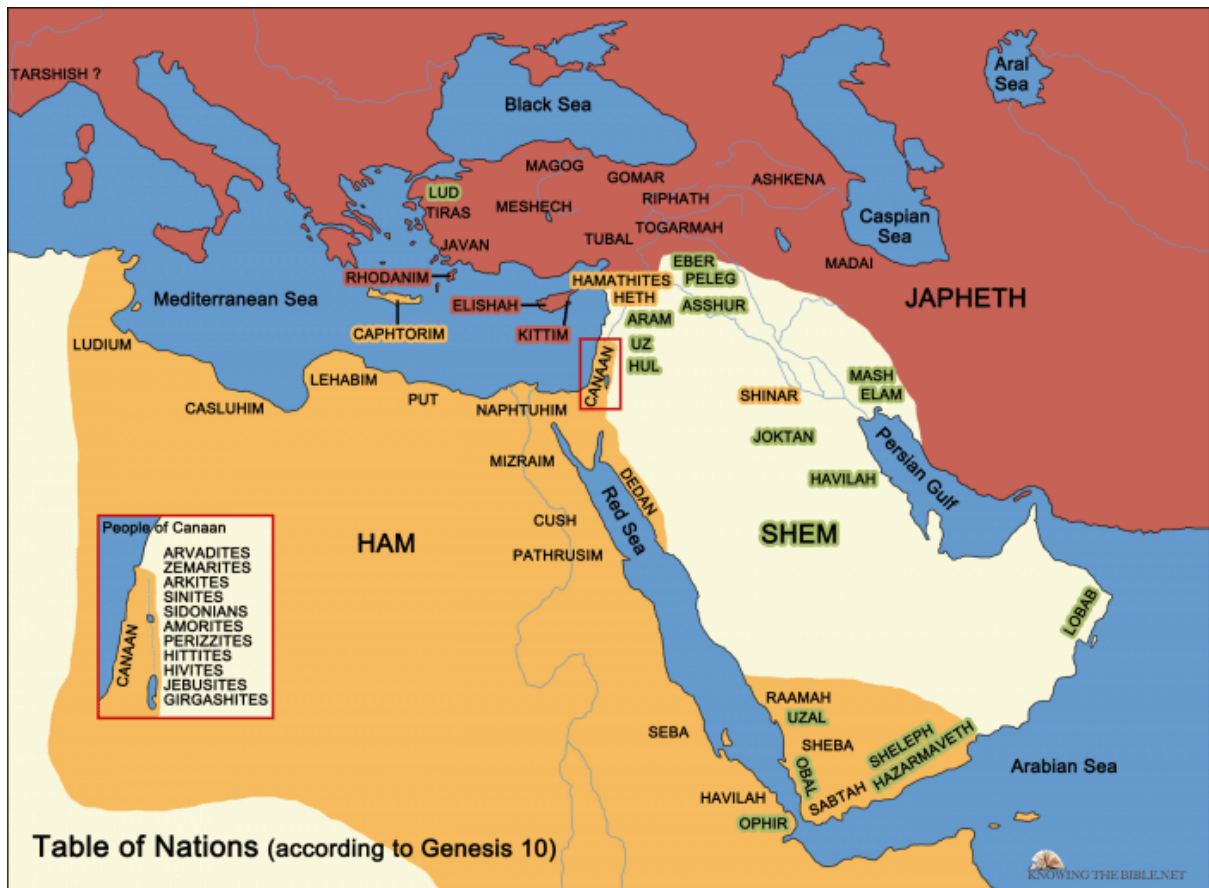 TARSHISH ?
Black Sea
Aral
Sea
MAGOG
GOMAR
ASHKENA
LUD
TIRAS
MESHECH
RIPHATH
TOGARMAH
JAVAN
TUBAL
Caspian
Sea
MADAI
RHODANIM
Mediterranean Sea
ELISHAH
KITTIM
CAPHTORIM
HAMATHITES
HETH
EBER
PELEG
ASSHUR
ARAM
UZ
HUL
JAPHETH
LUDIUM
LEHABIM
CASLUHIM
PUT
NAPHTUHIM
CANAAN
SHINAR
MASH
ELAM
JOKTAN
HAVILAH
Persian Gulf
MIZRAIM
DEDAN
Red Sea
CUSH
PATHRUSIM
HAM
SHEM
LOBAB
People of Canaan
ARVADITES
ZEMARITES
ARKITES
SINITES
SIDONIANS
AMORITES
PERIZZITES
HITTITES
HIVITES
JEBUSITES
GIRGASHITES
CANAAN
RAAMAH
UZAL
SEBA
SHEBA
SHELEPH
HAZARMAVETH
OBAL
SABTAH
HAVILAH
OPHIR
Arabian Sea
Table of Nations (according to Genesis 10)
KNOWING THE BIBLE.NET